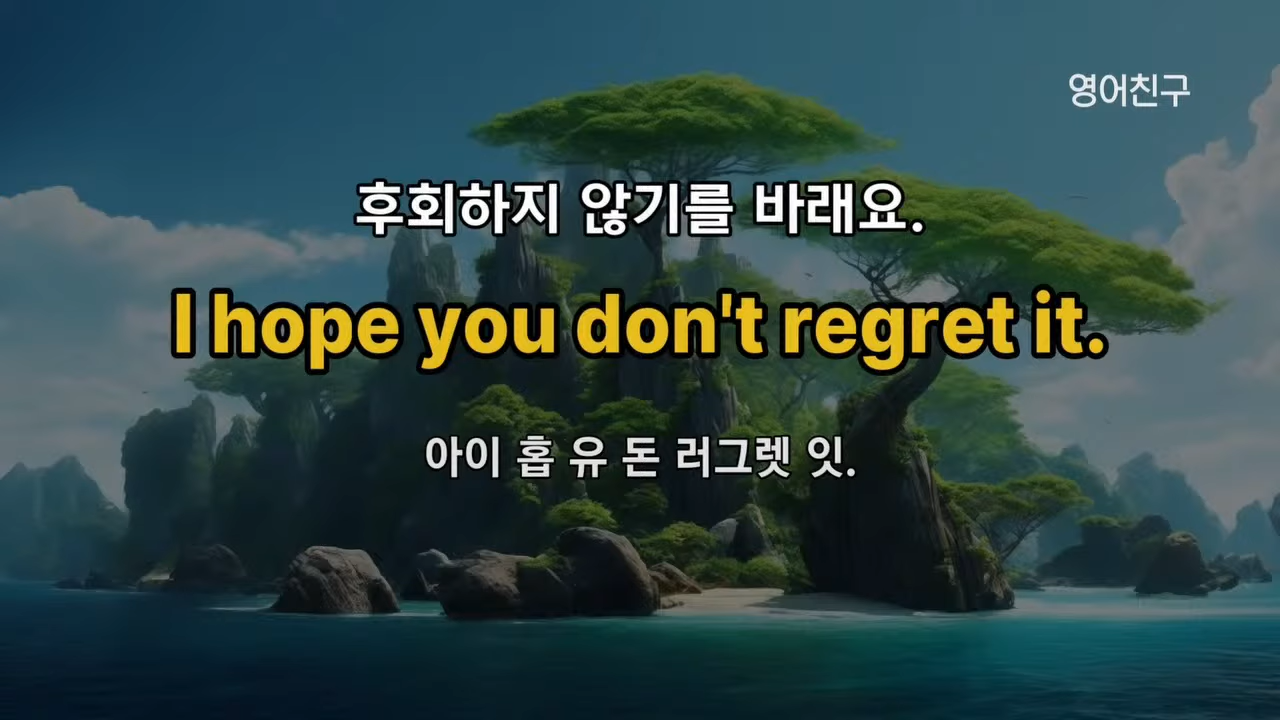 영어친구
후회하지 않기를 바래요.
I hope you don't regret it.
아이 홉 유 돈 러그렛 잇.